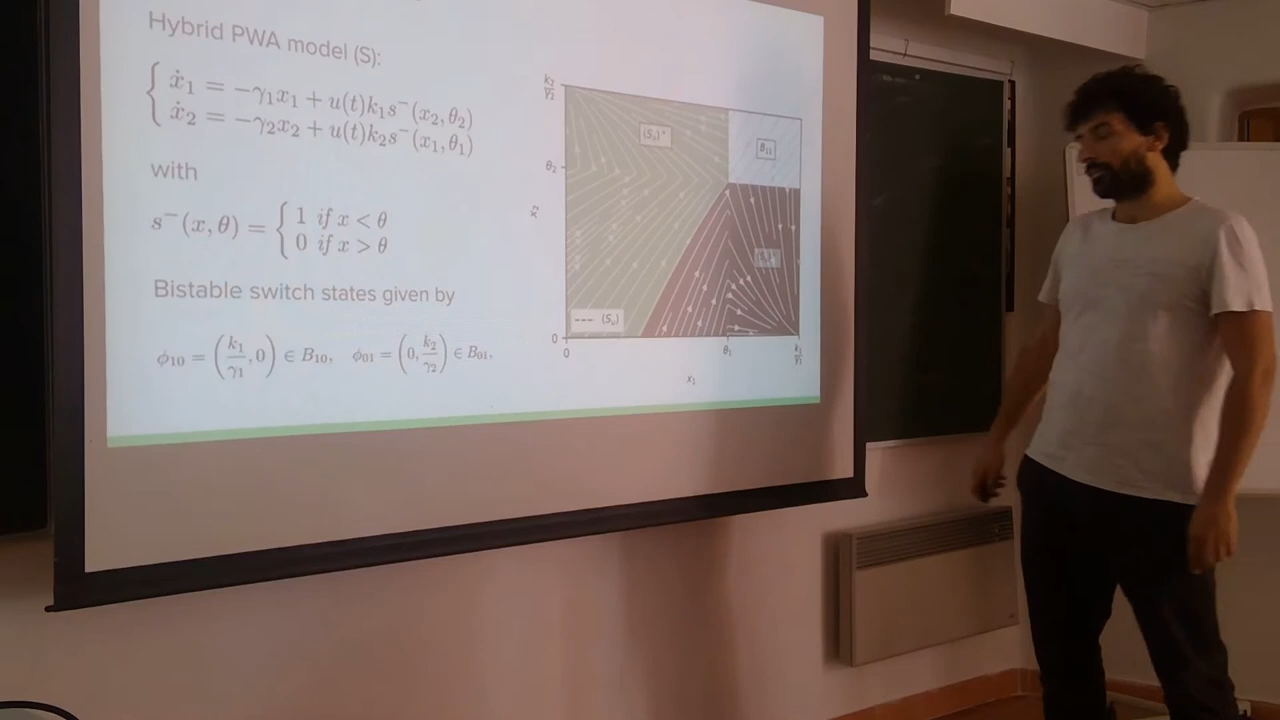 Hybrid PWA model (S):
ẋ₁ = −γ₁x₁ + u(t)k₁s⁻(x₂, θ₂)
ẋ₂ = −γ₂x₂ + u(t)k₂s⁻(x₁, θ₁)
with
s⁻(x, θ) = { 1 if x < θ
0 if x > θ
Bistable switch states given by
ϕ₁₀ = (k₁/γ₁, 0) ∈ B₁₀, ϕ₀₁ = (0, k₂/γ₂) ∈ B₀₁,
k₂/γ₂
(Sᵤ)⁺
B₁₁
θ₂
x₂
--- (Sᵤ)
0
0
θ₁
k₁/γ₁
x₁